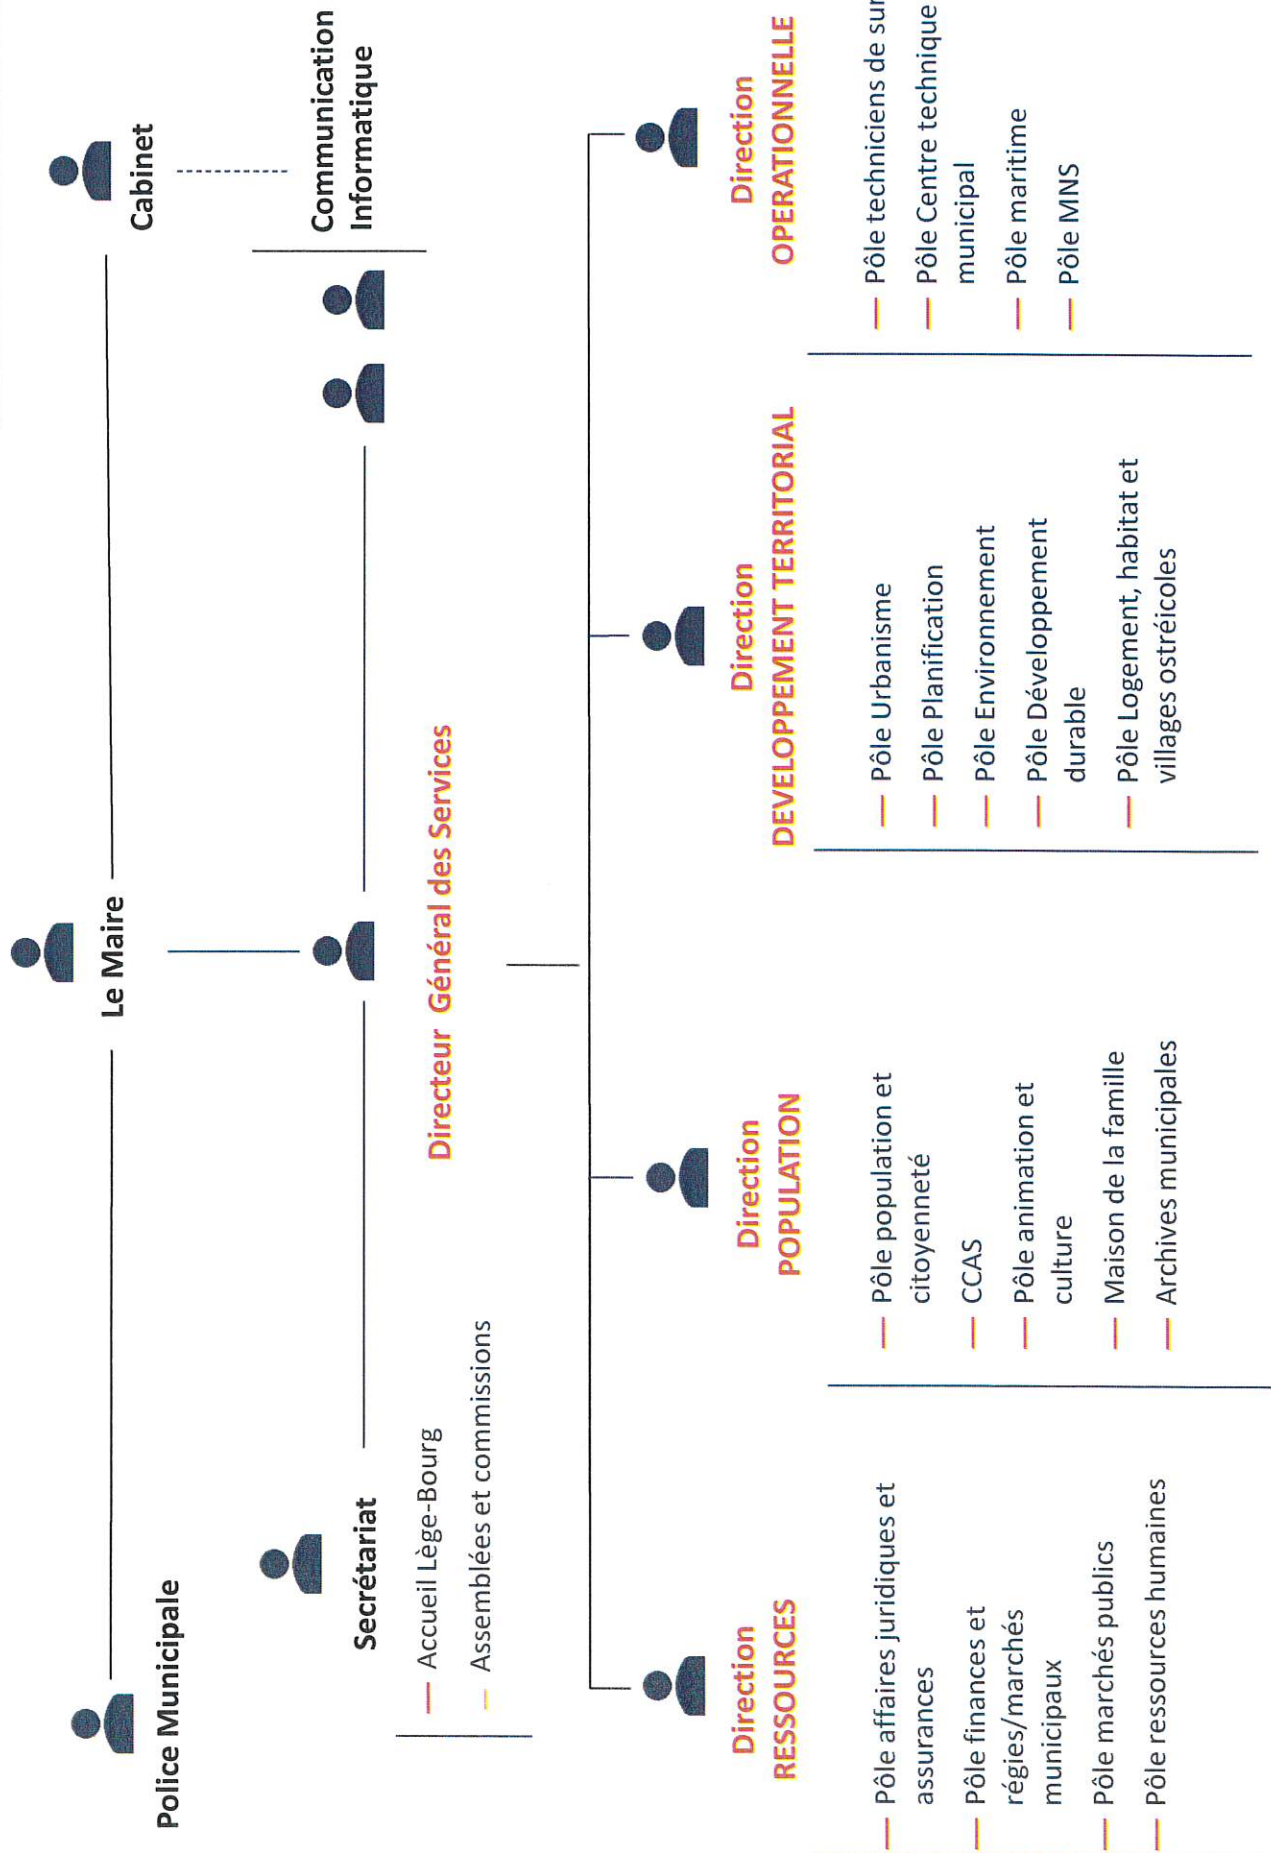 Le Maire
Police Municipale
Cabinet
Secrétariat
Accueil Lège-Bourg
Assemblées et commissions
Directeur Général des Services
Communication
Informatique
Direction
RESSOURCES
Pôle affaires juridiques et
assurances
Pôle finances et
régies/marchés
municipaux
Pôle marchés publics
Pôle ressources humaines
Direction
POPULATION
Pôle population et
citoyenneté
CCAS
Pôle animation et
culture
Maison de la famille
Archives municipales
Direction
DEVELOPPEMENT TERRITORIAL
Pôle Urbanisme
Pôle Planification
Pôle Environnement
Pôle Développement
durable
Pôle Logement, habitat et
villages ostréicoles
Direction
OPERATIONNELLE
Pôle techniciens de
Pôle Centre technique
municipal
Pôle maritime
Pôle MNS